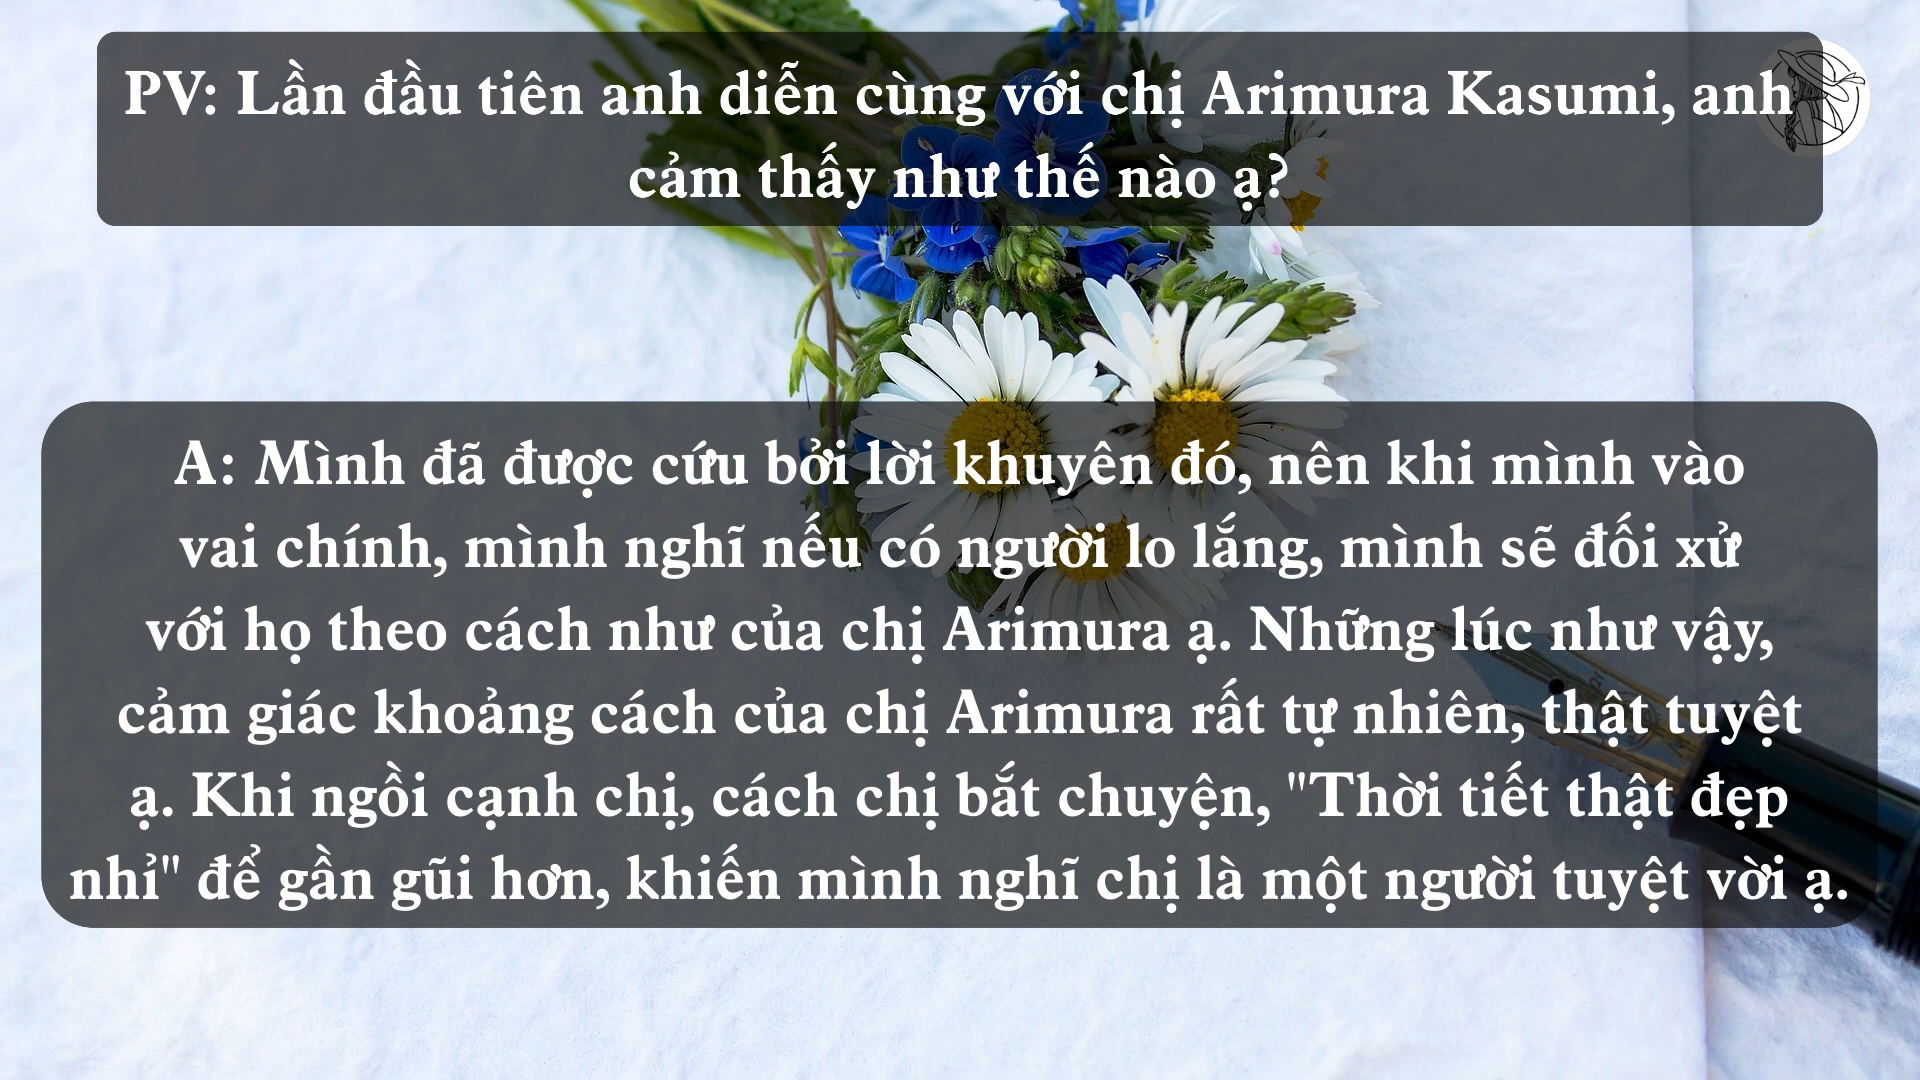 PV: Lần đầu tiên anh diễn cùng với chị Arimura Kasumi, anh
cảm thấy như thế nào ạ?
A: Mình đã được cứu bởi lời khuyên đó, nên khi mình vào
vai chính, mình nghĩ nếu có người lo lắng, mình sẽ đối xử
với họ theo cách như của chị Arimura ạ. Những lúc như vậy,
cảm giác khoảng cách của chị Arimura rất tự nhiên, thật tuyệt
ạ. Khi ngồi cạnh chị, cách chị bắt chuyện, "Thời tiết thật đẹp
nhỉ" để gần gũi hơn, khiến mình nghĩ chị là một người tuyệt vời ạ.